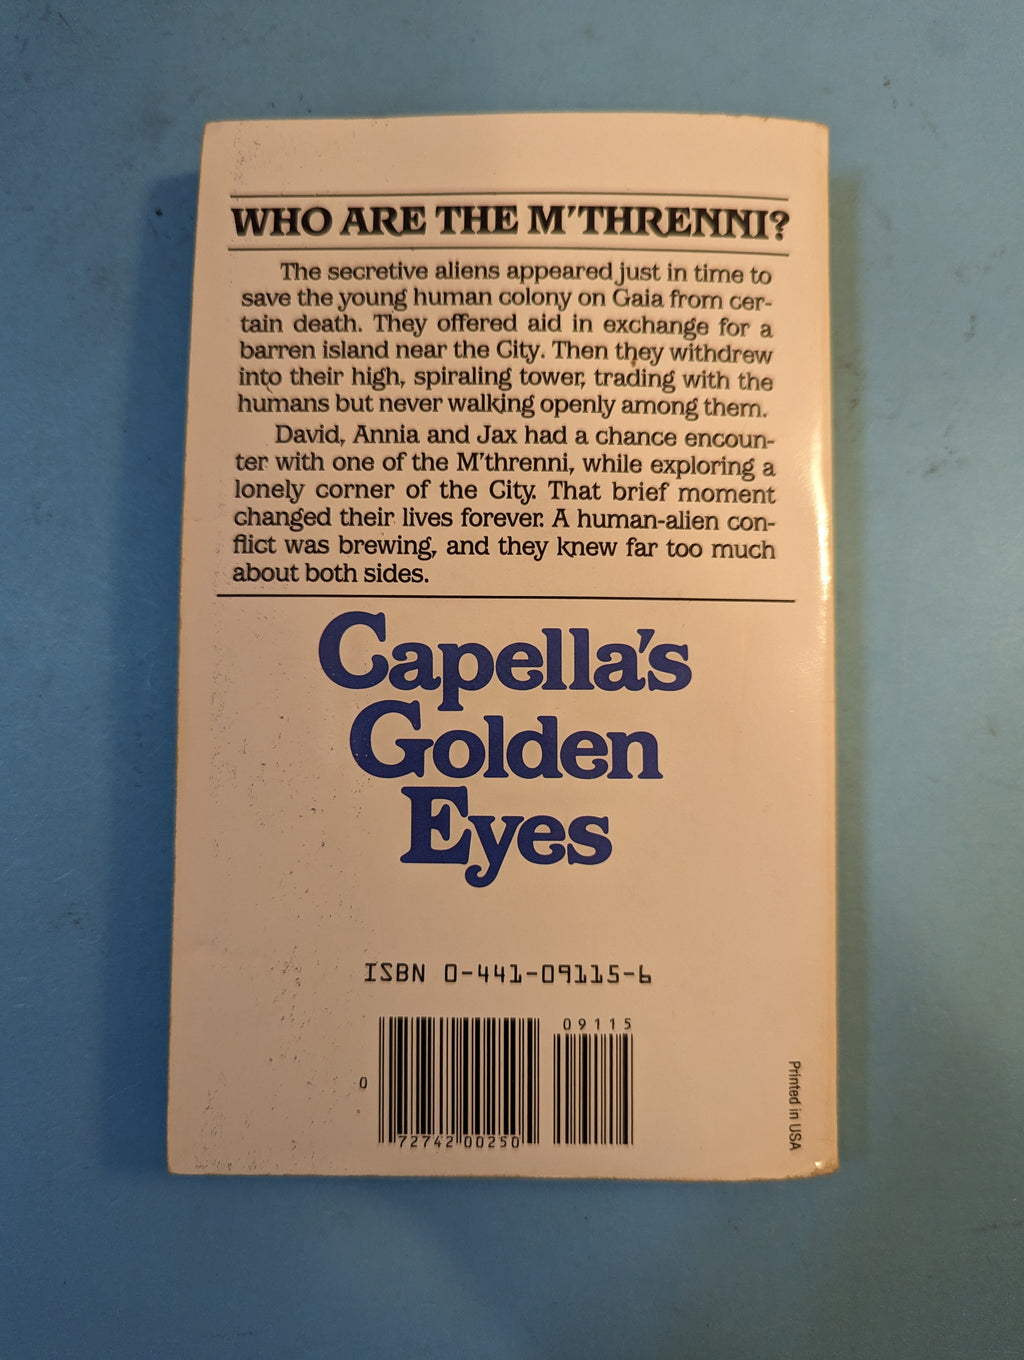 WHO ARE THE M'THRENNI?
The secretive aliens appeared just in time to
save the young human colony on Gaia from cer-
tain death. They offered aid in exchange for a
barren island near the City. Then they withdrew
into their high, spiraling tower, trading with the
humans but never walking openly among them.
David, Annia and Jax had a chance encoun-
ter with one of the M'threnni, while exploring a
lonely corner of the City. That brief moment
changed their lives forever. A human-alien con-
flict was brewing, and they knew far too much
about both sides.
Capella's
Golden
Eyes
ISBN 0-441-09115-6
09115
0
72742 00250
Printed in USA